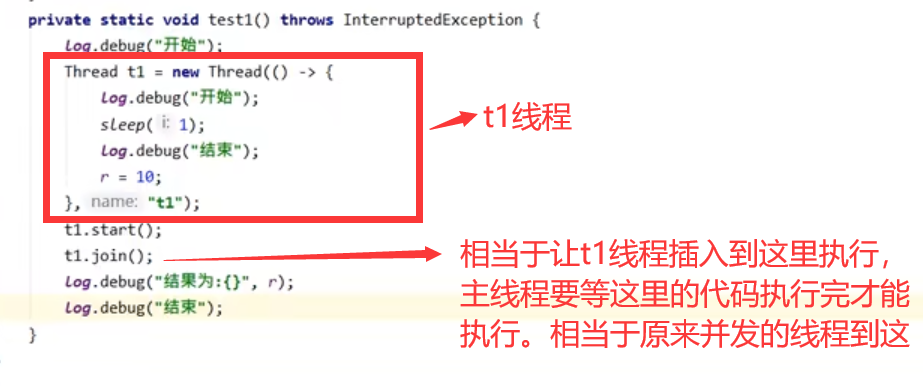 private static void test1() throws InterruptedException {
log.debug("开始");
Thread t1 = new Thread(() -> {
log.debug("开始");
sleep( i: 1);
log.debug("结束");
r = 10;
}, name: "t1");
t1线程
t1.start();
t1.join();
log.debug("结果为:{}", r);
log.debug("结束");
}
相当于让t1线程插入到这里执行，
主线程要等这里的代码执行完才能
执行。相当于原来并发的线程到这